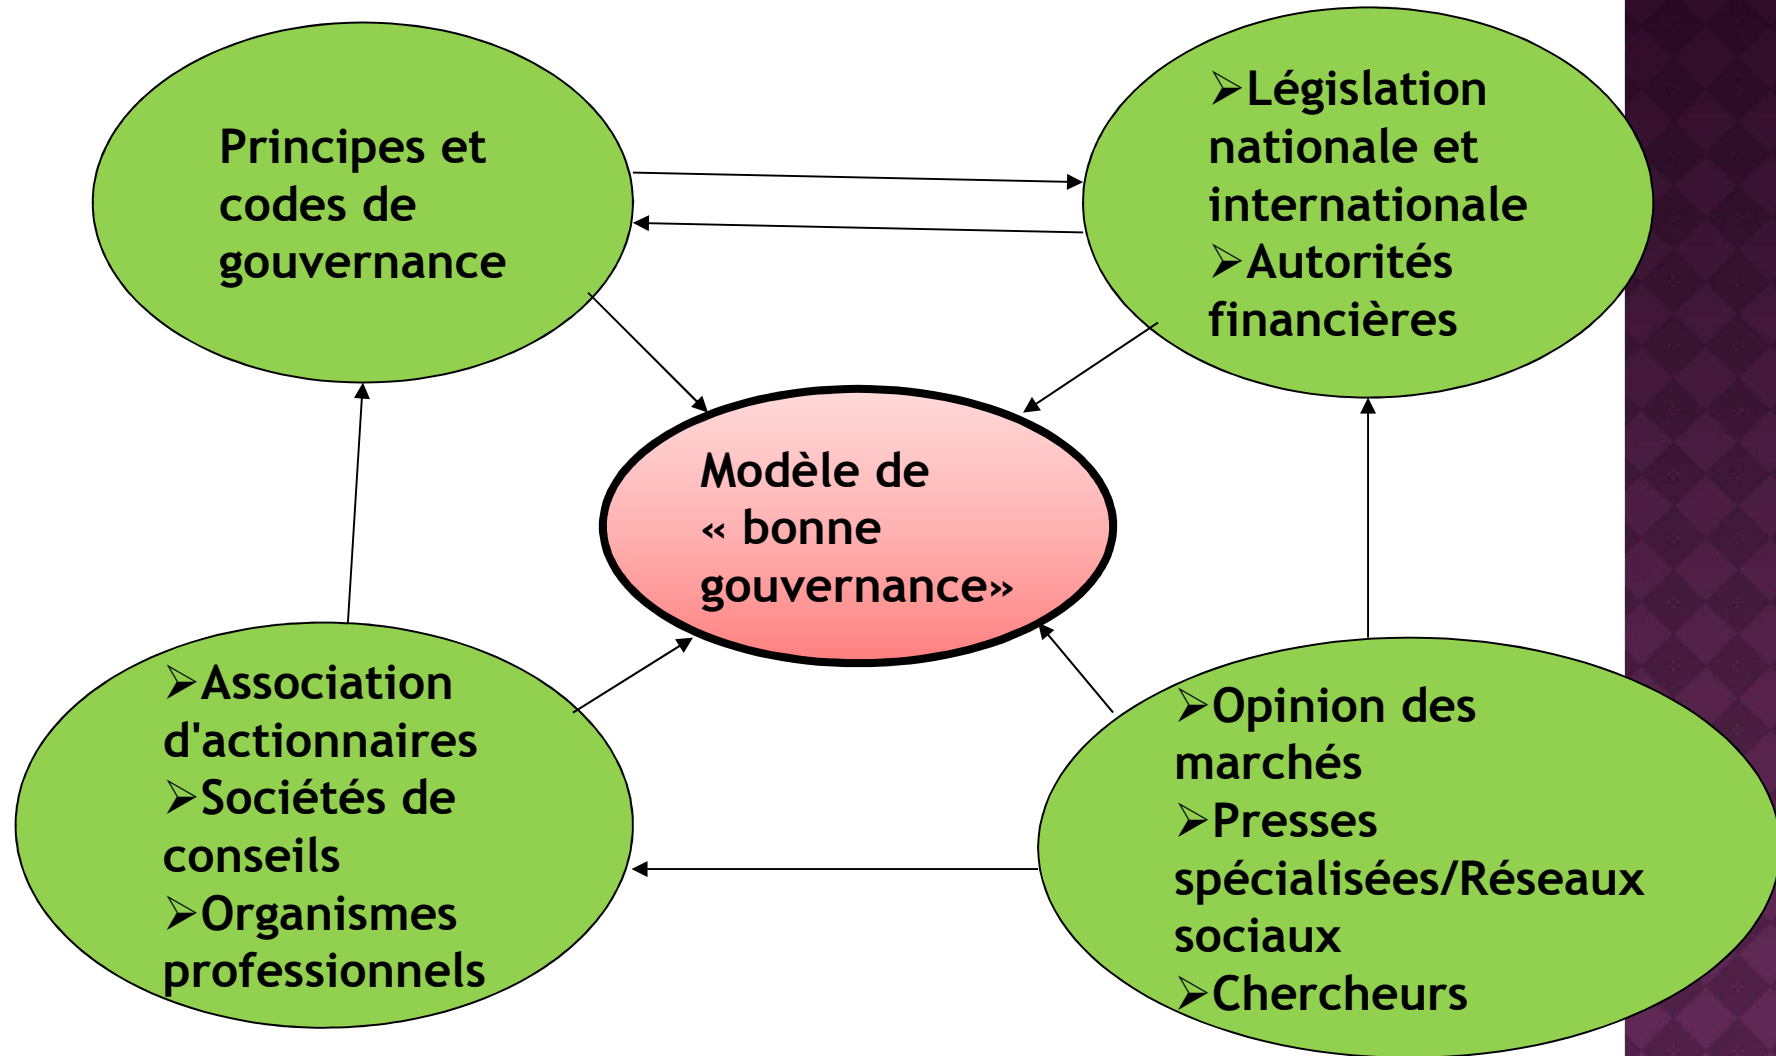 Principes et
codes de
gouvernance
➢Législation
nationale et
internationale
➢Autorités
financières
Modèle de
« bonne
gouvernance»
➢Association
d'actionnaires
➢Sociétés de
conseils
➢Organismes
professionnels
➢Opinion des
marchés
➢Presses
spécialisées/Réseaux
sociaux
➢Chercheurs